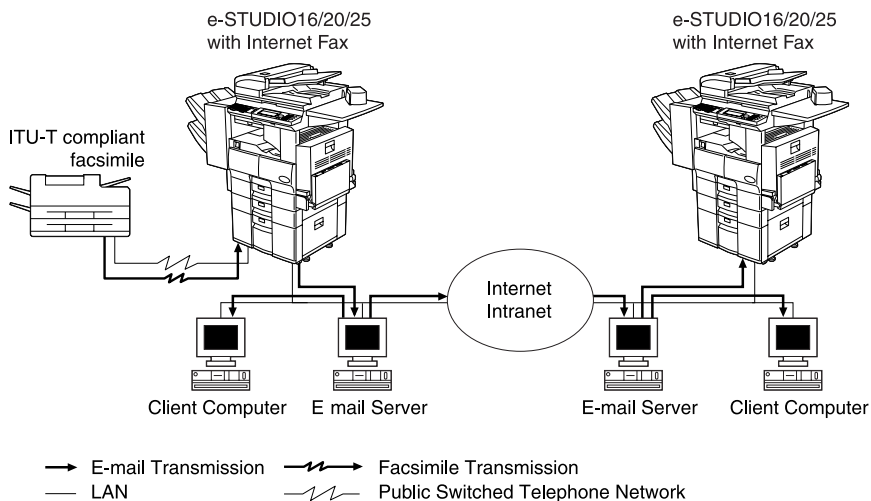 e-STUDIO16/20/25
with Internet Fax
e-STUDIO16/20/25
with Internet Fax
ITU-T compliant
facsimile
Internet
Intranet
Client Computer
E mail Server
E-mail Server
Client Computer
E-mail Transmission
Facsimile Transmission
LAN
Public Switched Telephone Network